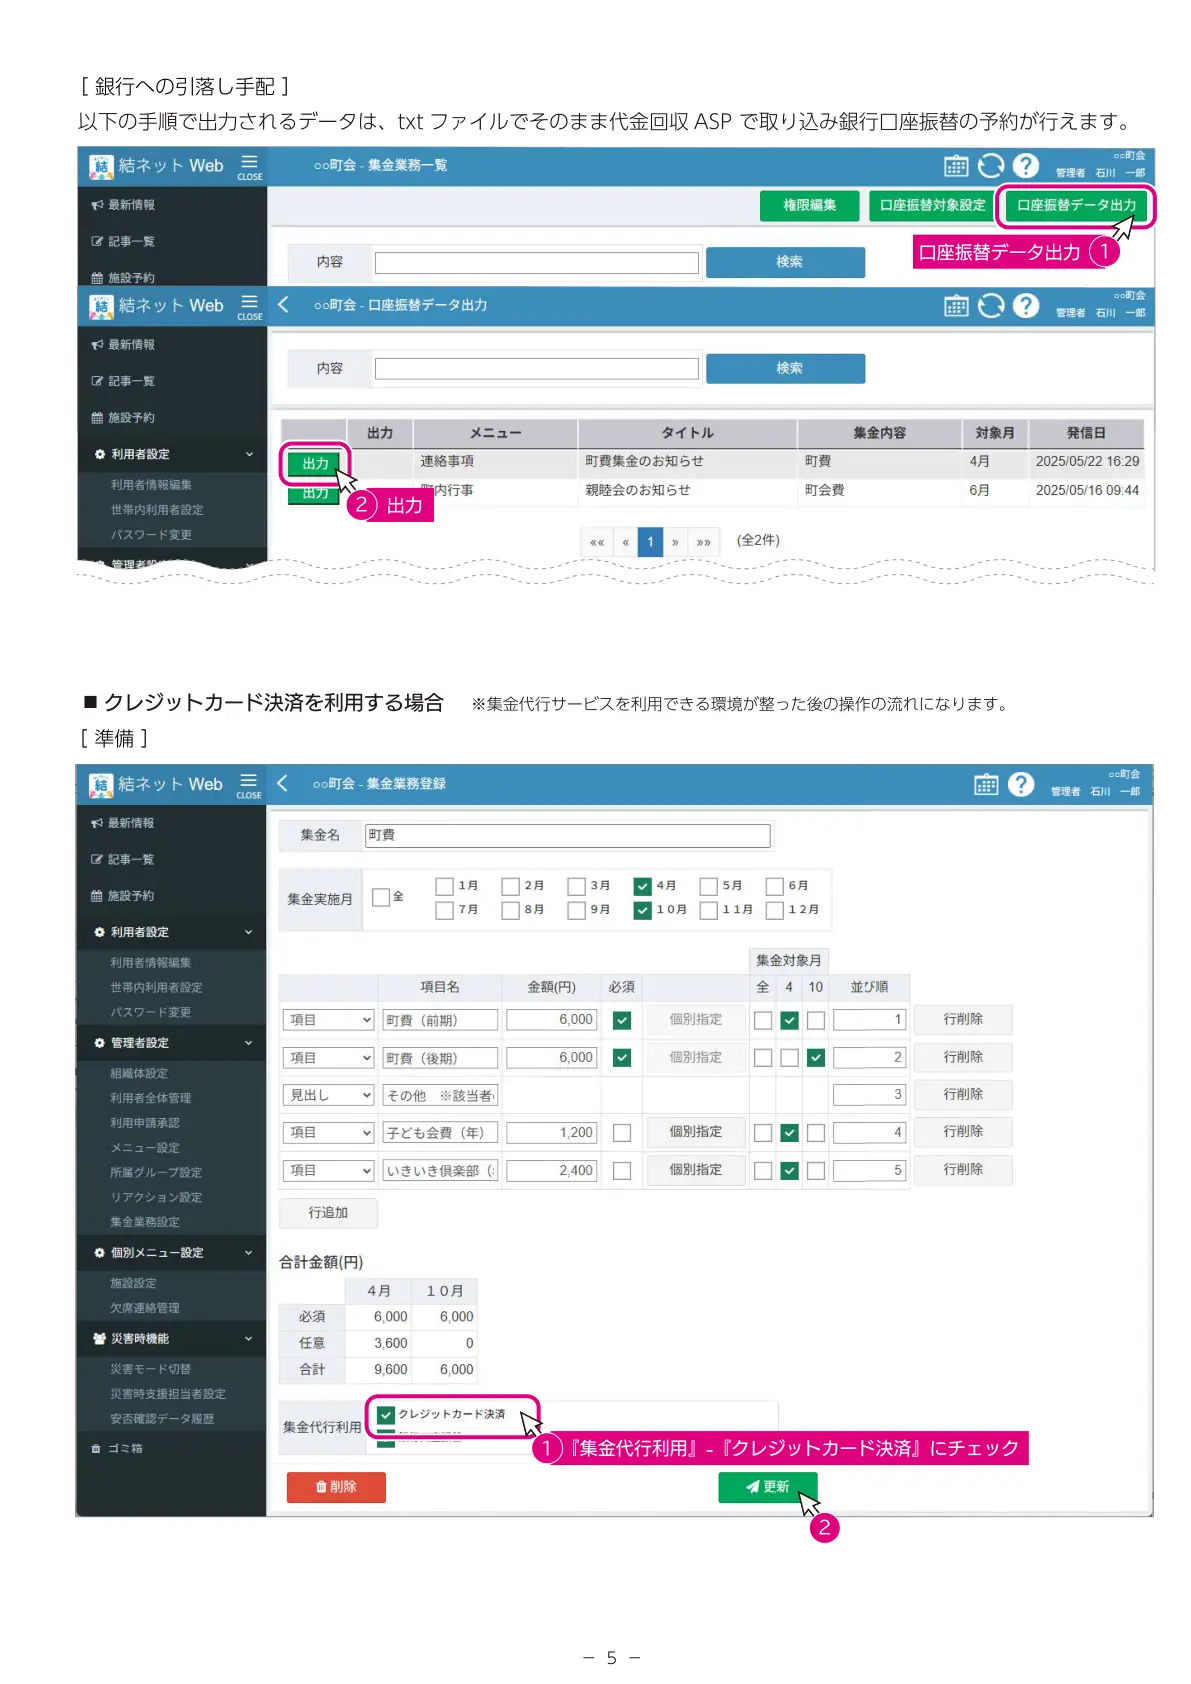 ［ 銀行への引落し手配 ］
以下の手順で出力されるデータは、txt ファイルでそのまま代金回収 ASP で取り込み銀行口座振替の予約が行えます。
結 結ネット Web CLOSE ○○町会 - 集金業務一覧 ? ○○町会 管理者 石川 一郎
最新情報 権限編集 口座振替対象設定 口座振替データ出力
記事一覧 口座振替データ出力 1
施設予約 内容 検索
結 結ネット Web CLOSE ○○町会 - 口座振替データ出力 ? ○○町会 管理者 石川 一郎
最新情報
記事一覧 内容 検索
施設予約
出力 メニュー タイトル 集金内容 対象月 発信日
利用者設定 出力 連絡事項 町費集金のお知らせ 町費 4月 2025/05/22 16:29
利用者情報編集 出力 町内行事 親睦会のお知らせ 町会費 6月 2025/05/16 09:44
2 出力
世帯内利用者設定
パスワード変更 «« « 1 » »» (全2件)
■ クレジットカード決済を利用する場合 ※集金代行サービスを利用できる環境が整った後の操作の流れになります。
［ 準備 ］
結 結ネット Web CLOSE ○○町会 - 集金業務登録 ? ○○町会 管理者 石川 一郎
最新情報
記事一覧
施設予約
利用者設定
利用者情報編集
世帯内利用者設定
パスワード変更
管理者設定
組織体設定
利用者全体管理
利用申請承認
メニュー設定
所属グループ設定
リアクション設定
集金業務設定
個別メニュー設定
施設設定
欠席連絡管理
災害時機能
災害モード切替
災害時支援担当者設定
安否確認データ履歴
ゴミ箱
集金名 町費
集金実施月 全 1月 2月 3月 4月 5月 6月
7月 8月 9月 10月 11月 12月
集金対象月
項目名 金額(円) 必須 全 4 10 並び順
項目 町費（前期） 6,000 個別指定 1 行削除
項目 町費（後期） 6,000 個別指定 2 行削除
見出し その他 ※該当者 3 行削除
項目 子ども会費（年） 1,200 個別指定 4 行削除
項目 いきいき倶楽部 2,400 個別指定 5 行削除
行追加
合計金額(円)
4月 10月
必須 6,000 6,000
任意 3,600 0
合計 9,600 6,000
集金代行利用 クレジットカード決済
1 『集金代行利用』-『クレジットカード決済』にチェック
削除 更新
2
－ 5 －